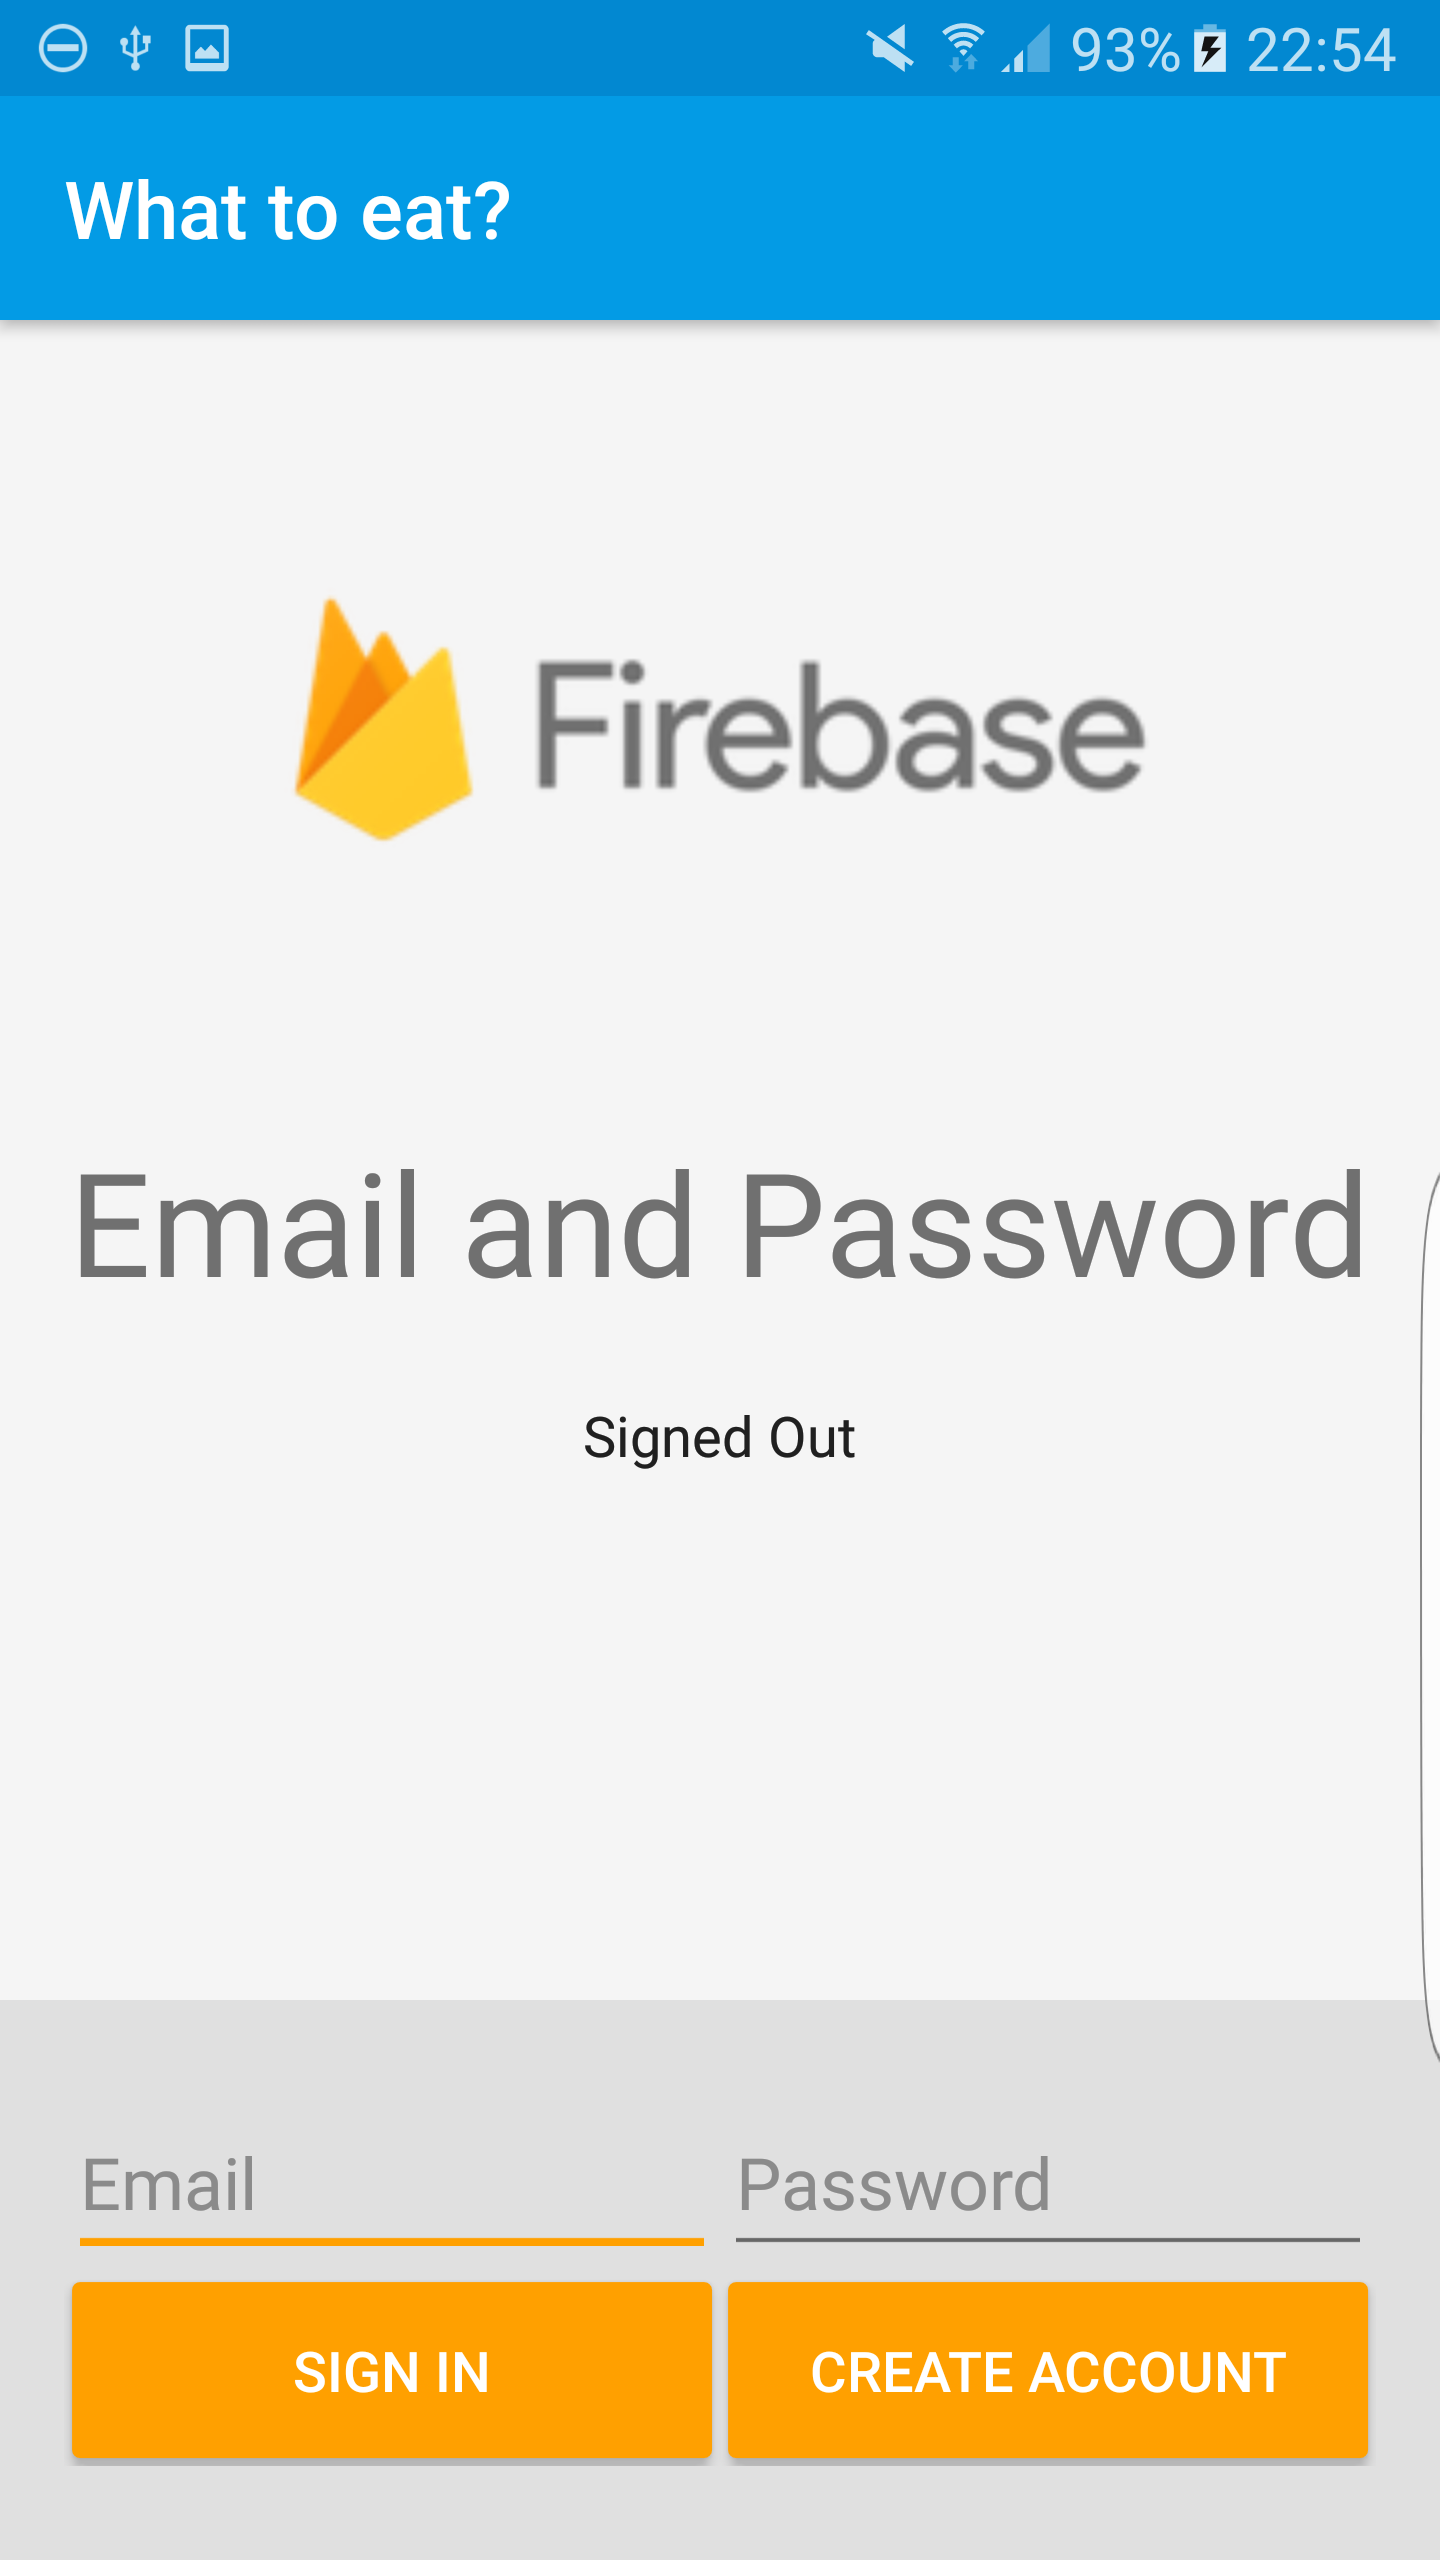 93% 22:54
What to eat?
Firebase
Email and Password
Signed Out
Email Password
SIGN IN CREATE ACCOUNT